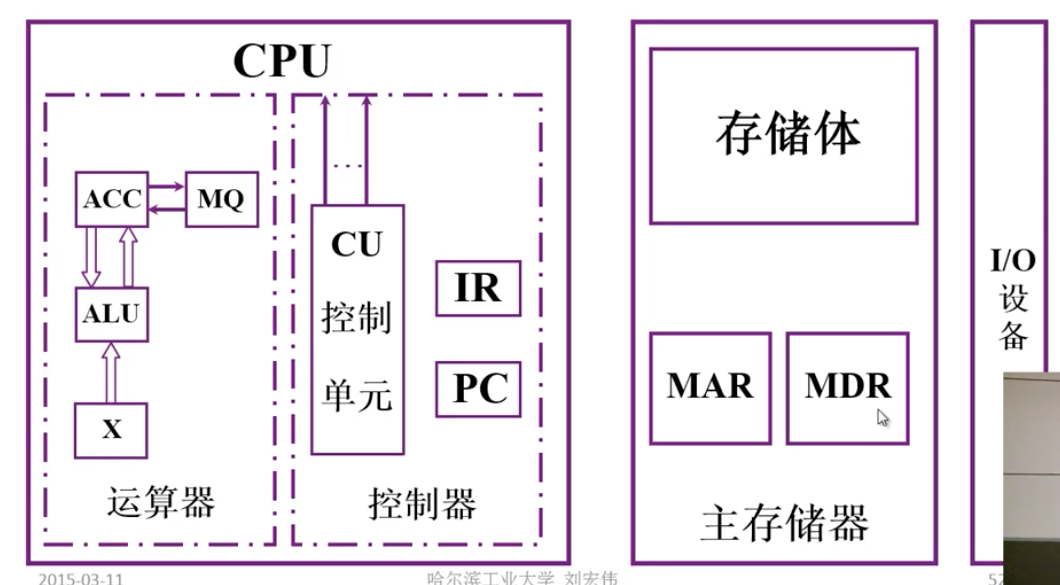 CPU
ACC
MQ
ALU
X
运算器
CU
控制
单元
...
IR
PC
控制器
存储体
MAR
MDR
主存储器
I/O
设
备
2015-03-11
哈尔滨工业大学 刘宏伟
52